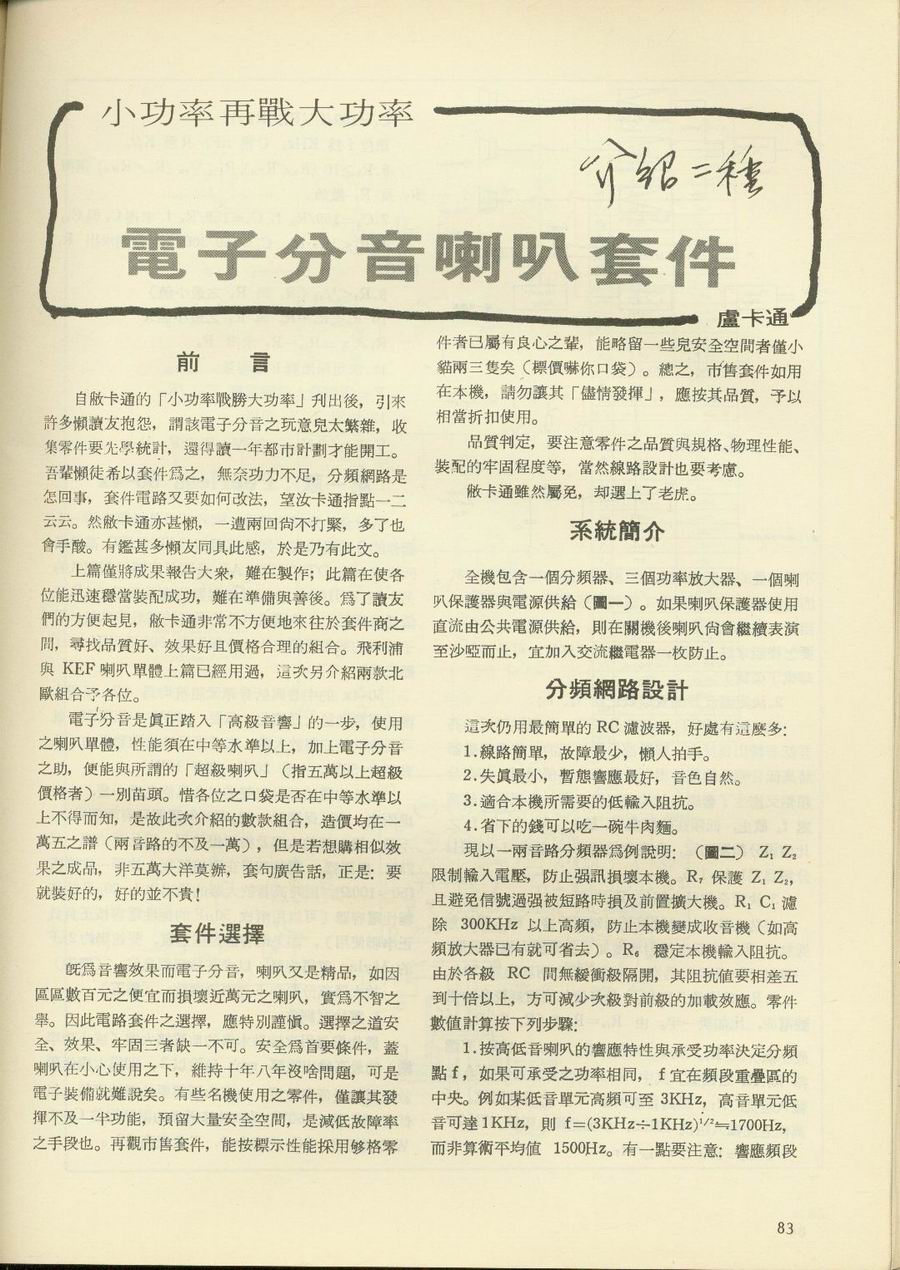 小功率再戰大功率
介紹二種
電子分音喇叭套件
盧卡通
前言
自敝卡通的「小功率戰勝大功率」刋出後，引來
許多懶讀友抱怨，謂該電子分音之玩意兒太繁雜，收
集零件要先學統計，還得讀一年都市計劃才能開工。
吾輩懶徒希以套件爲之，無奈功力不足，分頻網路是
怎回事，套件電路又要如何改法，望汝卡通指點一二
云云。然敝卡通亦甚懶，一遭兩回尙不打緊，多了也
會手酸。有鑑甚多懶友同具此感，於是乃有此文。
上篇僅將成果報告大衆，難在製作；此篇在使各
位能迅速穩當裝配成功，難在準備與善後。爲了讀友
們的方便起見，敝卡通非常不方便地來往於套件商之
間，尋找品質好、效果好且價格合理的組合。飛利浦
與 KEF 喇叭單體上篇已經用過，這次另介紹兩款北
歐組合予各位。
電子分音是眞正踏入「高級音響」的一步，使用
之喇叭單體，性能須在中等水準以上，加上電子分音
之助，便能與所謂的「超級喇叭」（指五萬以上超級
價格者）一別苗頭。惜各位之口袋是否在中等水準以
上不得而知，是故此次介紹的數款組合，造價均在一
萬五之譜（兩音路的不及一萬），但是若想購相似效
果之成品，非五萬大洋莫辦，套句廣告話，正是：要
就裝好的，好的並不貴！
套件選擇
旣爲音響效果而電子分音，喇叭又是精品，如因
區區數百元之便宜而損壞近萬元之喇叭，實爲不智之
舉。因此電路套件之選擇，應特別謹愼。選擇之道安
全、效果、牢固三者缺一不可。安全爲首要條件，蓋
喇叭在小心使用之下，維持十年八年沒啥問題，可是
電子裝備就難說矣。有些名機使用之零件，僅讓其發
揮不及一半功能，預留大量安全空間，是減低故障率
之手段也。再觀市售套件，能按標示性能採用够格零
件者已屬有良心之輩，能略留一些兒安全空間者僅小
貓兩三隻矣（標價嚇你口袋）。總之，市售套件如用
在本機，請勿讓其「儘情發揮」，應按其品質，予以
相當折扣使用。
品質判定，要注意零件之品質與規格、物理性能、
裝配的牢固程度等，當然線路設計也要考慮。
敝卡通雖然屬兔，却選上了老虎。
系統簡介
全機包含一個分頻器、三個功率放大器、一個喇
叭保護器與電源供給（圖一）。如果喇叭保護器使用
直流由公共電源供給，則在關機後喇叭尙會繼續表演
至沙啞而止，宜加入交流繼電器一枚防止。
分頻網路設計
這次仍用最簡單的 RC 濾波器，好處有這麼多：
1.線路簡單，故障最少，懶人拍手。
2.失眞最小，暫態響應最好，音色自然。
3.適合本機所需要的低輸入阻抗。
4.省下的錢可以吃一碗牛肉麵。
現以一兩音路分頻器爲例說明：（圖二）Z₁ Z₂
限制輸入電壓，防止强訊損壞本機。R₇ 保護 Z₁ Z₂，
且避免信號過强被短路時損及前置擴大機。R₁ C₁ 濾
除 300KHz 以上高頻，防止本機變成收音機（如高
頻放大器已有就可省去）。R₆ 穩定本機輸入阻抗。
由於各級 RC 間無緩衝級隔開，其阻抗值要相差五
到十倍以上，方可減少次級對前級的加載效應。零件
數值計算按下列步驟：
1.按高低音喇叭的響應特性與承受功率決定分頻
點 f，如果可承受之功率相同，f 宜在頻段重疊區的
中央。例如某低音單元高頻可至 3KHz，高音單元低
音可達 1KHz，則 f=(3KHz÷1KHz)¹/²≒1700Hz，
而非算術平均値 1500Hz。有一點要注意：響應頻段
83